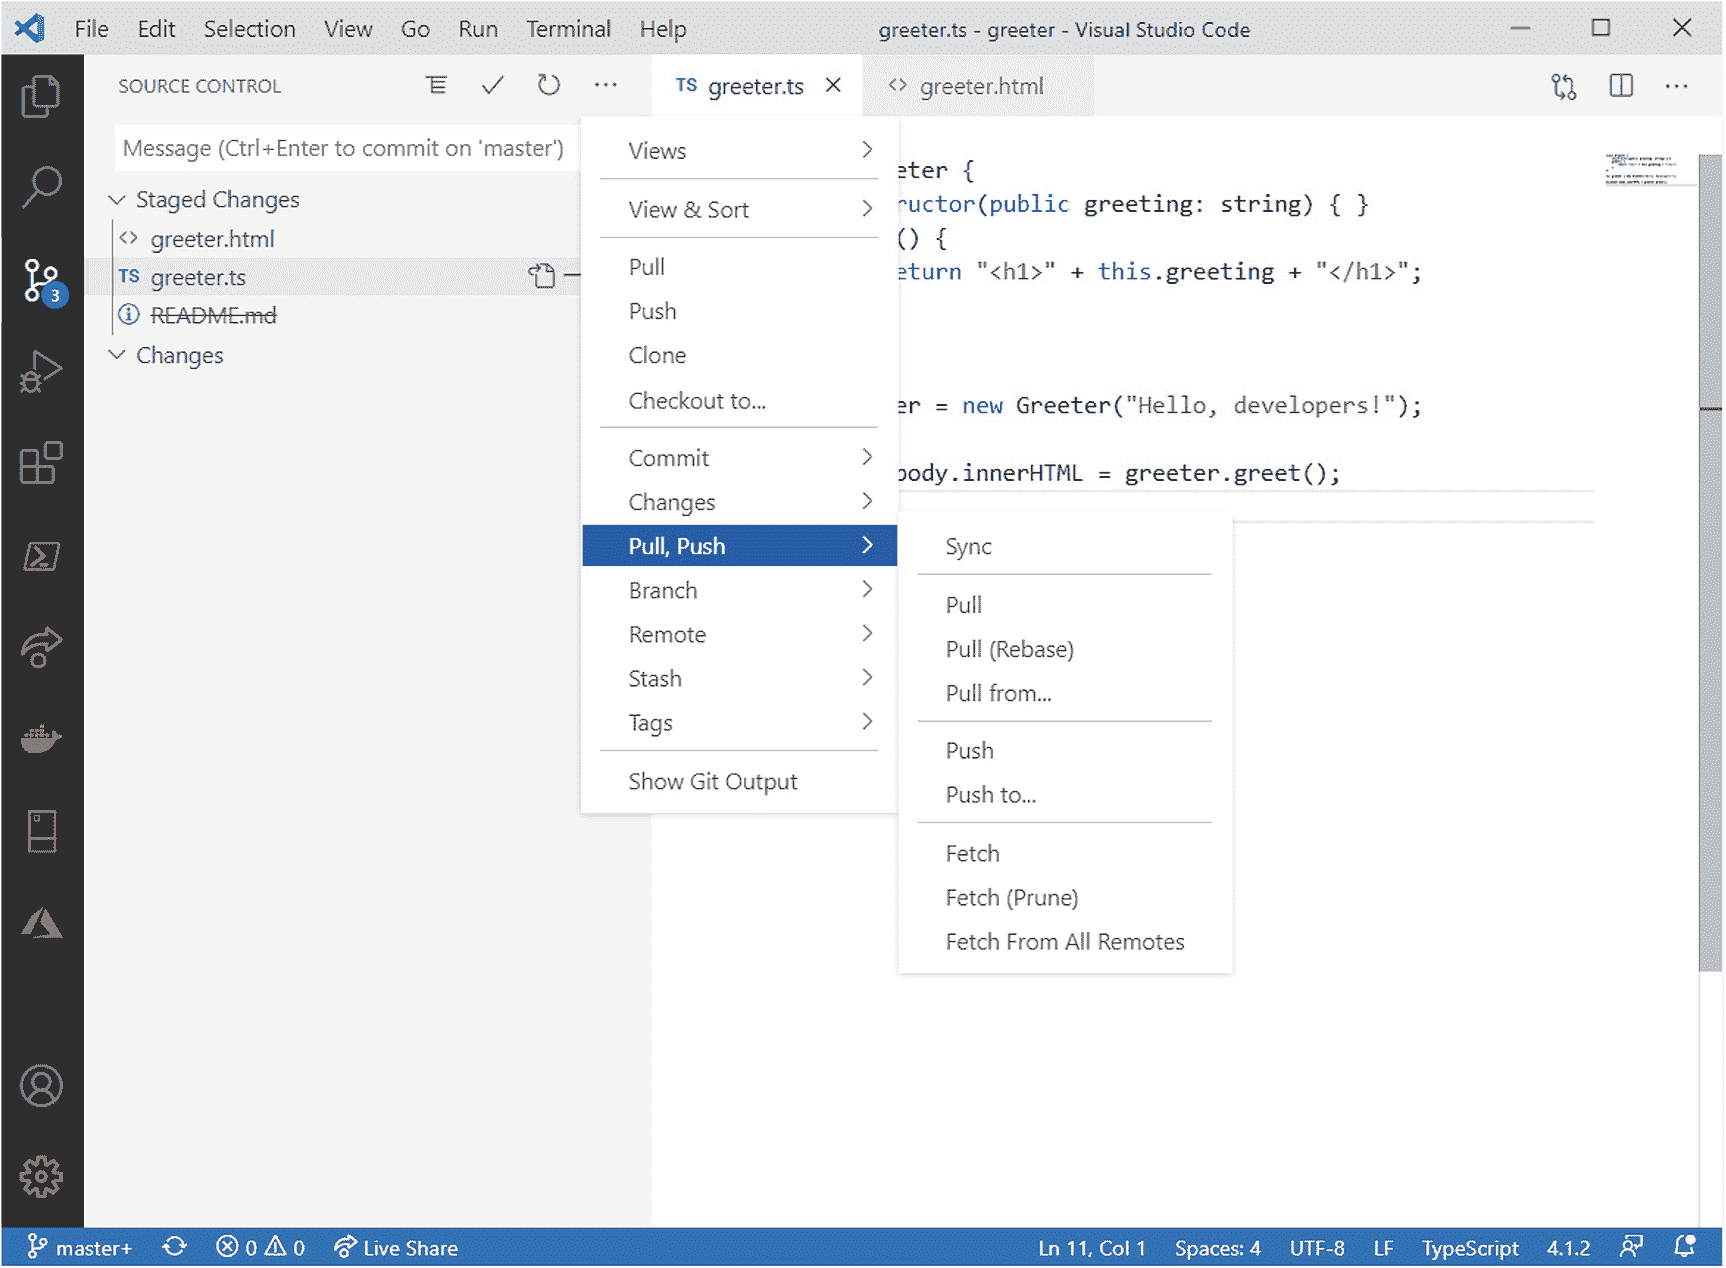 File Edit Selection View Go Run Terminal Help greeter.ts - greeter - Visual Studio Code
SOURCE CONTROL
TS greeter.ts
<> greeter.html
Message (Ctrl+Enter to commit on 'master')
Staged Changes
<> greeter.html
TS greeter.ts
README.md
Changes
3
Views
View & Sort
Pull
Push
Clone
Checkout to...
Commit
Changes
Pull, Push
Branch
Remote
Stash
Tags
Show Git Output
Sync
Pull
Pull (Rebase)
Pull from...
Push
Push to...
Fetch
Fetch (Prune)
Fetch From All Remotes
eter {
ructor(public greeting: string) { }
() {
eturn "<h1>" + this.greeting + "</h1>";
er = new Greeter("Hello, developers!");
body.innerHTML = greeter.greet();
master+ 0 0 Live Share Ln 11, Col 1 Spaces: 4 UTF-8 LF TypeScript 4.1.2